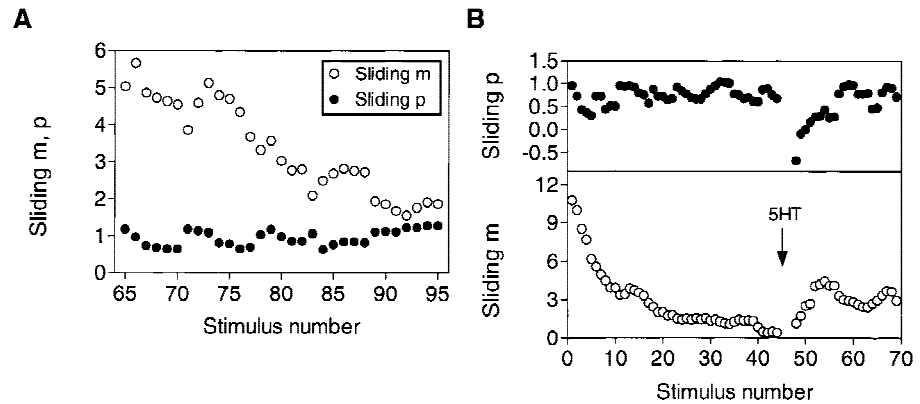 A
Sliding m, p
6
5
4
3
2
1
0
Sliding m
Sliding p
65 70 75 80 85 90 95
Stimulus number
B
Sliding p
1.5
1.0
0.5
0.0
-0.5
Sliding m
12
9
6
3
0
5HT
0 10 20 30 40 50 60 70
Stimulus number